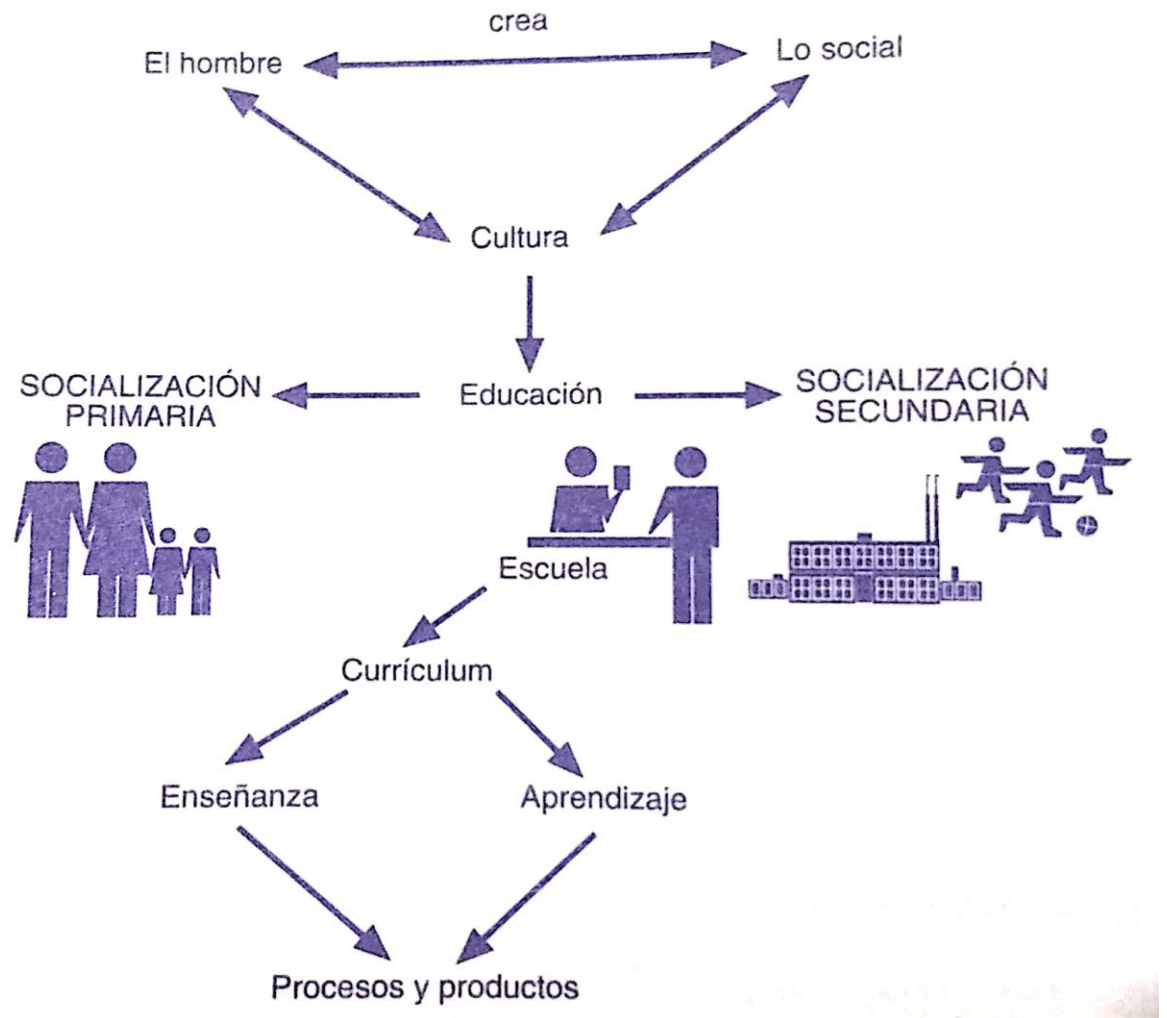 crea
El hombre
Lo social
Cultura
SOCIALIZACIÓN
PRIMARIA
Educación
SOCIALIZACIÓN
SECUNDARIA
Escuela
Currículum
Enseñanza
Aprendizaje
Procesos y productos